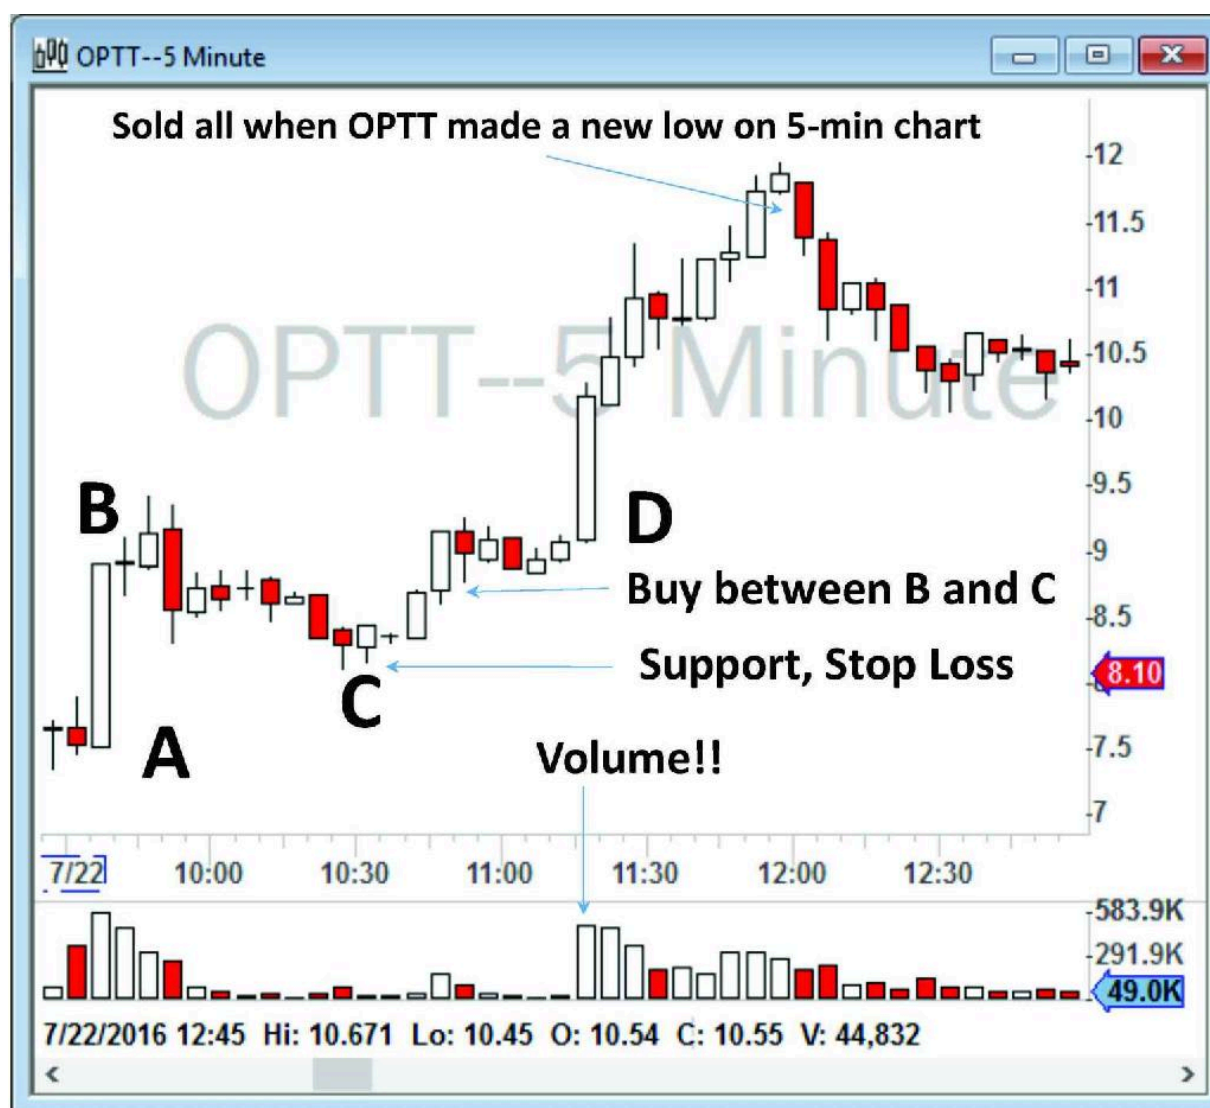 OPTT--5 Minute
Sold all when OPTT made a new low on 5-min chart
12
11.5
11
OPTT--5 Minute
10.5
10
9.5
B
D
9
Buy between B and C
8.5
Support, Stop Loss
8.10
C
A
7.5
Volume!!
7
7/22 10:00 10:30 11:00 11:30 12:00 12:30
583.9K
291.9K
49.0K
7/22/2016 12:45 Hi: 10.671 Lo: 10.45 O: 10.54 C: 10.55 V: 44,832